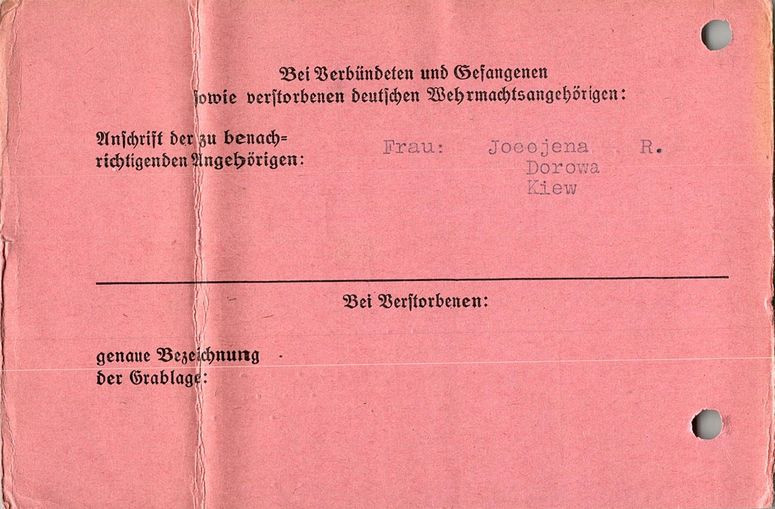 Bei Verbündeten und Gefangenen
sowie verstorbenen deutschen Wehrmachtsangehörigen:
Anschrift der zu benach=
richtigenden Angehörigen:
Frau: Joeojena R.
Dorowa
Kiew
Bei Verstorbenen:
genaue Bezeichnung
der Grablage: